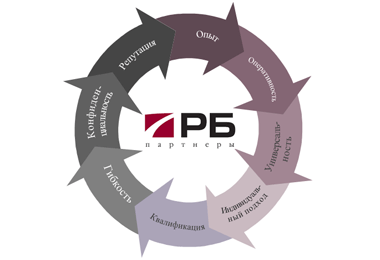 Опыт
Оперативность
Универсаль-
ность
Индивидуаль-
ный подход
Квалификация
Гибкость
Конфиден-
циальность
Репутация
РБ
партнеры